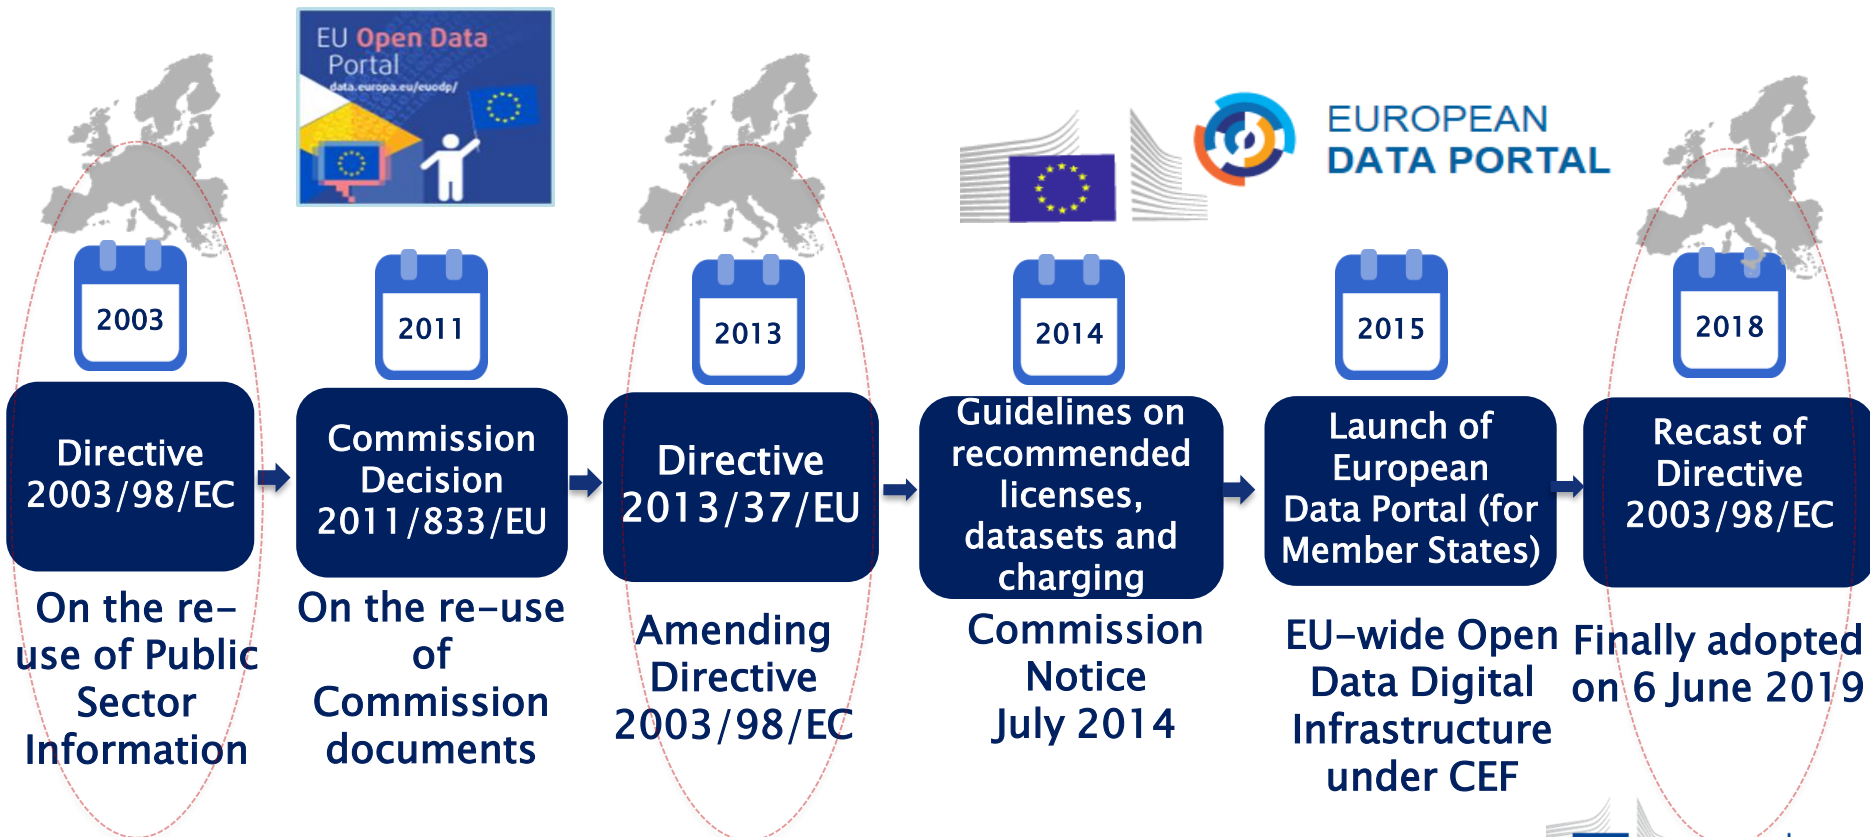 EU Open Data
Portal
data.europa.eu/euodp/
EUROPEAN
DATA PORTAL
2003
2011
2013
2014
2015
2018
Directive
2003/98/EC
Commission
Decision
2011/833/EU
Directive
2013/37/EU
Guidelines on
recommended
licenses,
datasets and
charging
Launch of
European
Data Portal (for
Member States)
Recast of
Directive
2003/98/EC
On the re-
use of Public
Sector
Information
On the re-use
of
Commission
documents
Amending
Directive
2003/98/EC
Commission
Notice
July 2014
EU-wide Open
Data Digital
Infrastructure
under CEF
Finally adopted
on 6 June 2019